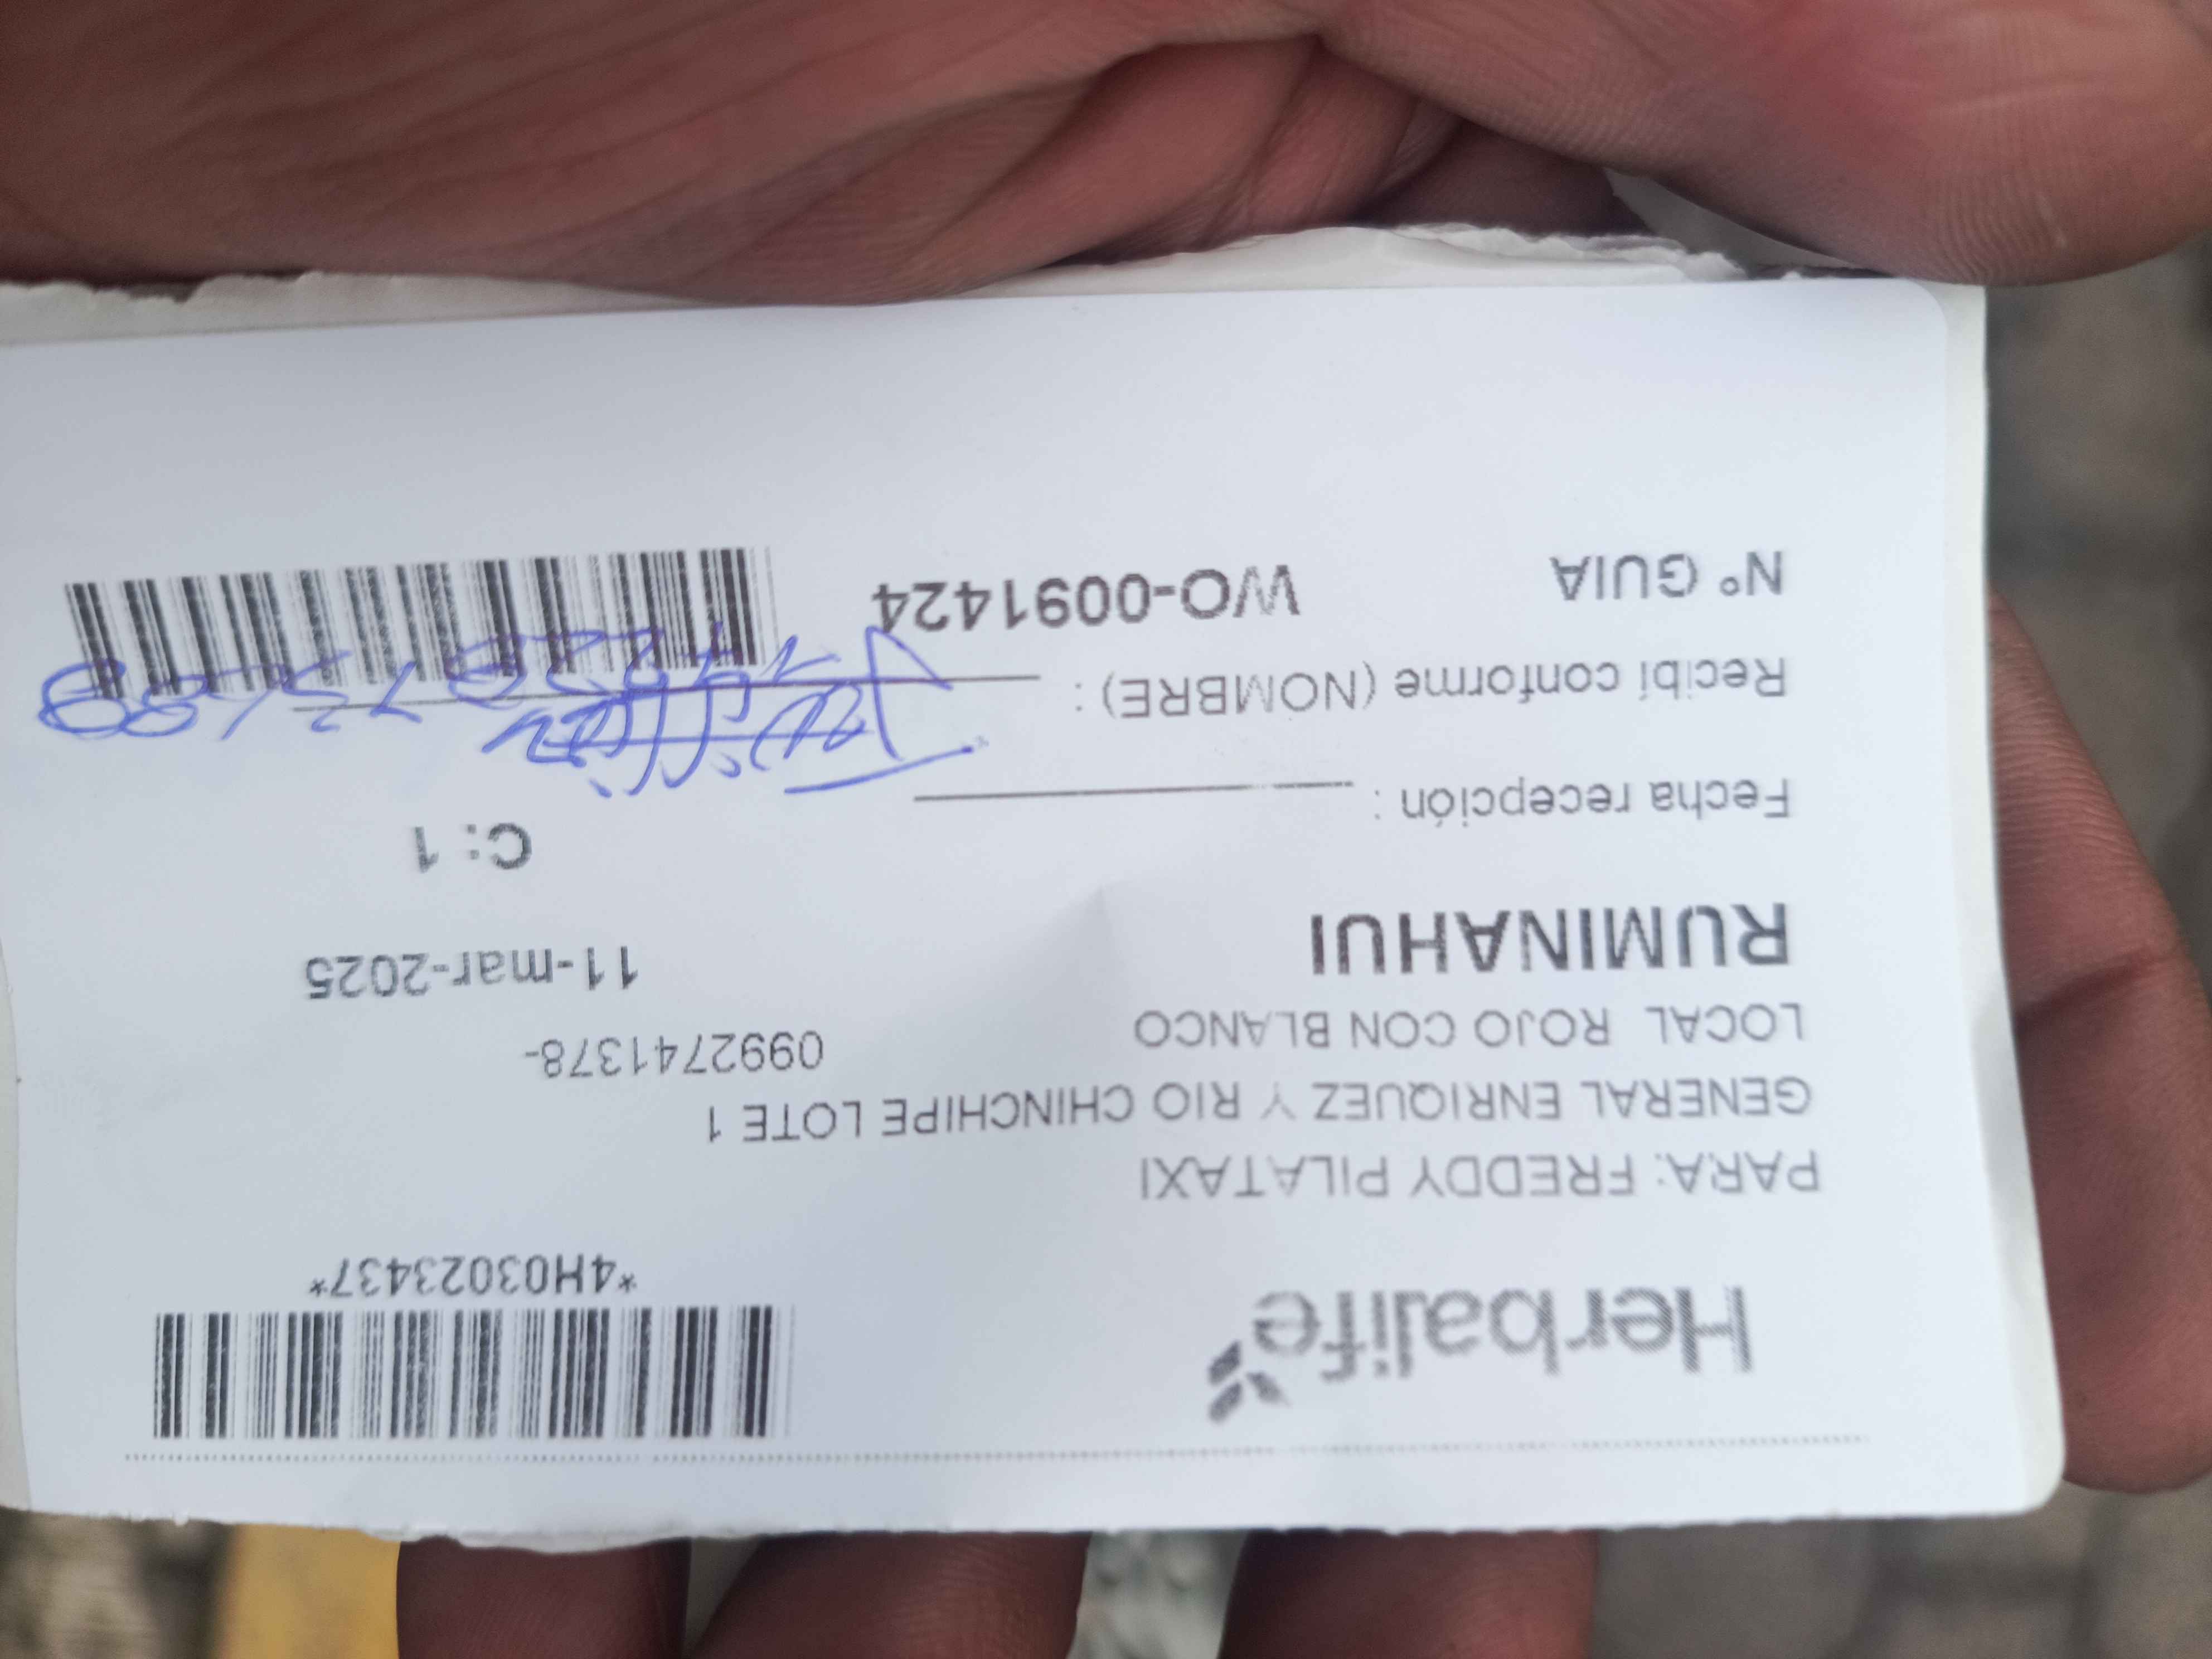 Herbalife
*4H03023437*
PARA: FREDDY PILATAXI
GENERAL ENRIQUEZ Y RIO CHINCHIPE LOTE 1
LOCAL ROJO CON BLANCO
0992741378-
RUMINAHUI
11-mar-2025
C: 1
Fecha recepción :
Recibí conforme (NOMBRE) :
Nº GUIA
WO-0091424